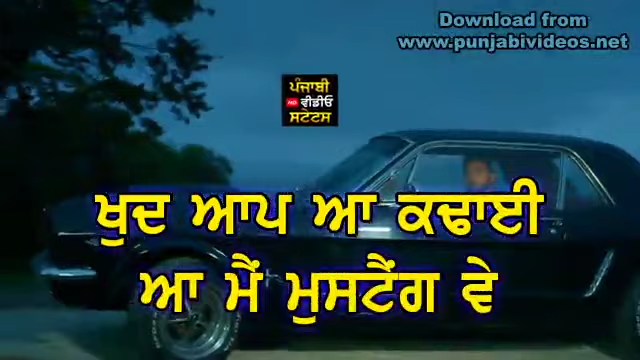 Download from
www.punjabivideos.net
ਪੰਜਾਬੀ
ਵੀਡੀਓ
ਸਟੇਟਸ
ਖੁਦ ਆਪ ਆ ਕਢਾਈ
ਆ ਮੈਂ ਮੁਸਟੈਂਗ ਵੇ